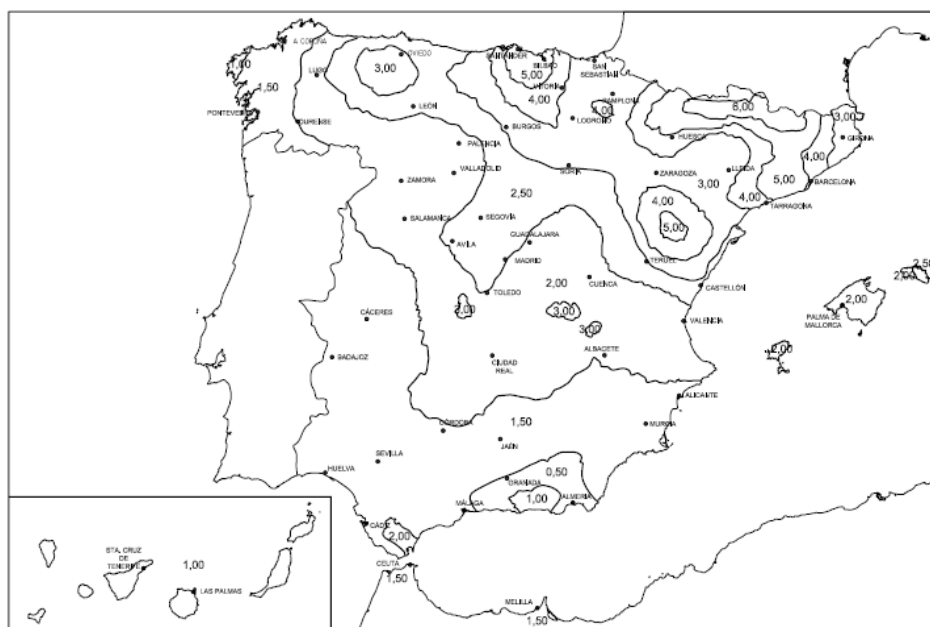 A CORUÑA
OVIEDO
SANTANDER
BILBAO
SAN
SEBASTIAN
1,00
LUGO
3,00
5,00
VITORIA
1,50
4,00
PAMPLONA
LEÓN
6,00
3,00
PONTEVEDRA
OURENSE
BURGOS
LOGROÑO
HUESCA
GIRONA
PALENCIA
4,00
VALLADOLID
SORIA
ZARAGOZA
LLEIDA
ZAMORA
3,00
5,00
BARCELONA
2,50
4,00
4,00
TARRAGONA
SALAMANCA
SEGOVIA
5,00
GUADALAJARA
AVÍLA
MADRID
TERUEL
2,50
2,00
TOLEDO
2,00
CUENCA
CASTELLÓN
2,00
CÁCERES
2,00
3,00
VALENCIA
PALMA DE
MALLORCA
3,00
BADAJOZ
CIUDAD
REAL
ALBACETE
2,00
ALICANTE
CÓRDOBA
1,50
MURCIA
JAÉN
SEVILLA
HUELVA
GRANADA
0,50
1,00
ALMERIA
MÁLAGA
CÁDIZ
2,00
STA. CRUZ
DE
TENERIFE
1,00
CEUTA
1,50
LAS PALMAS
MELILLA
1,50